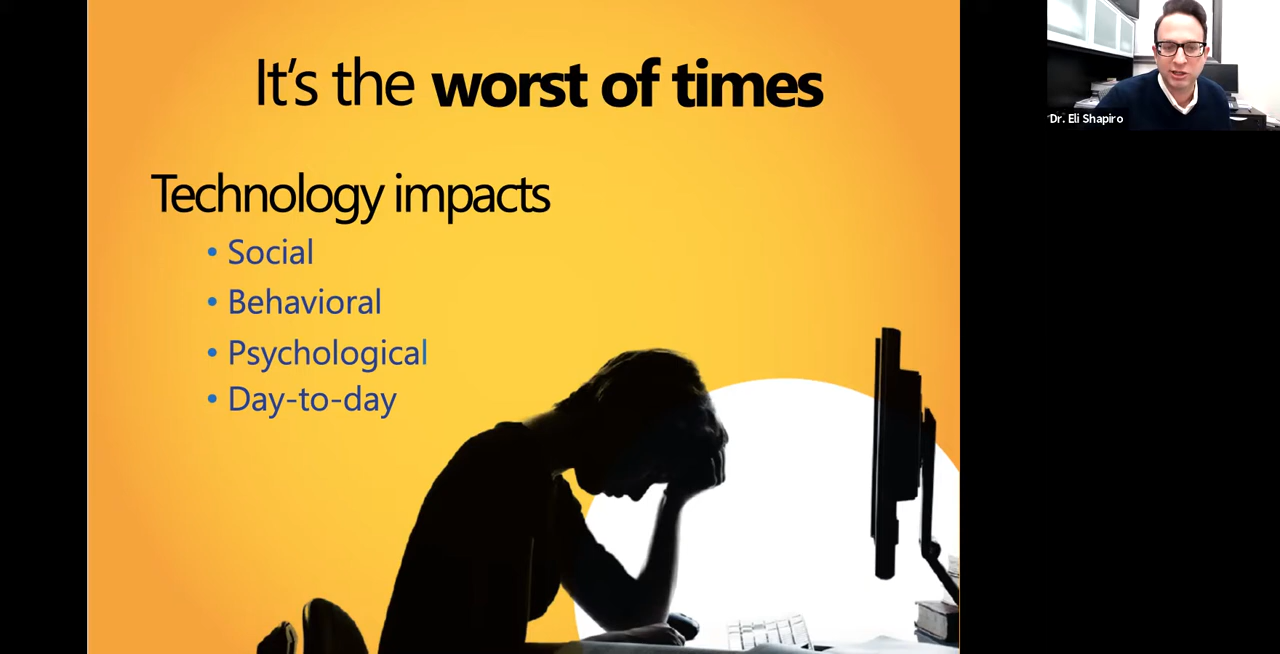 It's the worst of times
Technology impacts
• Social
• Behavioral
• Psychological
• Day-to-day
Dr. Eli Shapiro